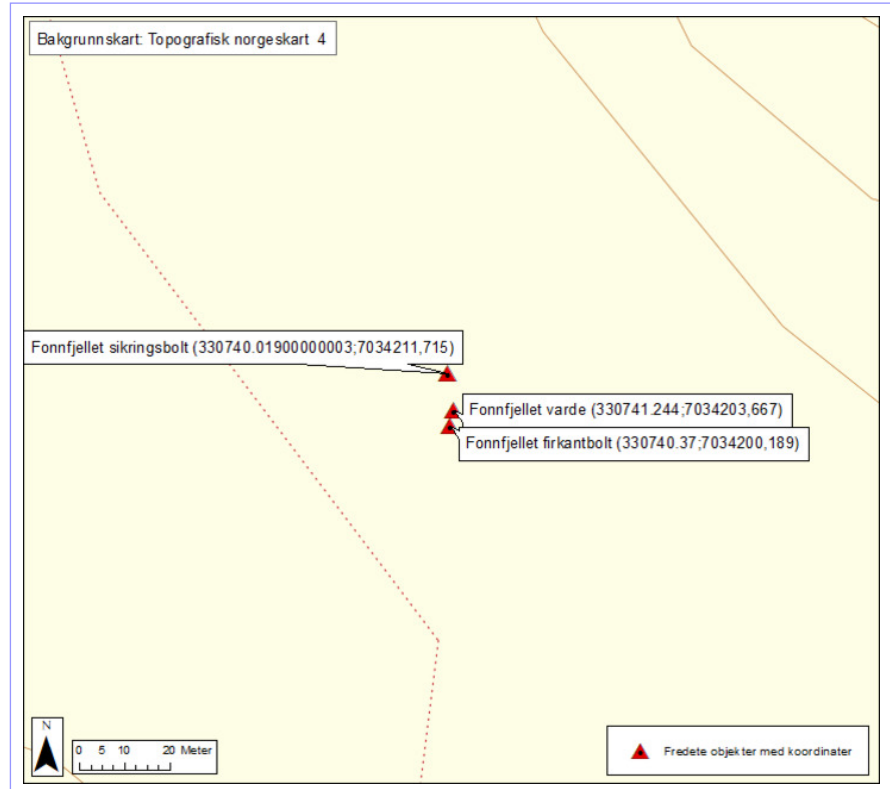 Bakgrunnskart: Topografisk norgeskart 4
Fonnfjellet sikringsbolt (330740.01900000003;7034211,715)
Fonnfjellet varde (330741.244;7034203,667)
Fonnfjellet firkantbolt (330740.37;7034200,189)
N
0 5 10 20 Meter
Fredete objekter med koordinater